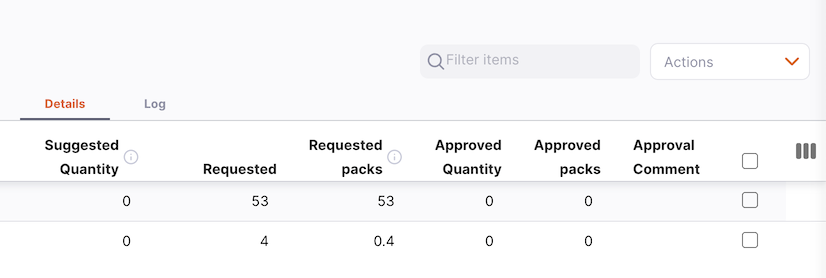 Filter items
Actions
Details Log
Suggested Quantity Requested Requested packs Approved Quantity Approved packs Approval Comment
0 53 53 0 0
0 4 0.4 0 0